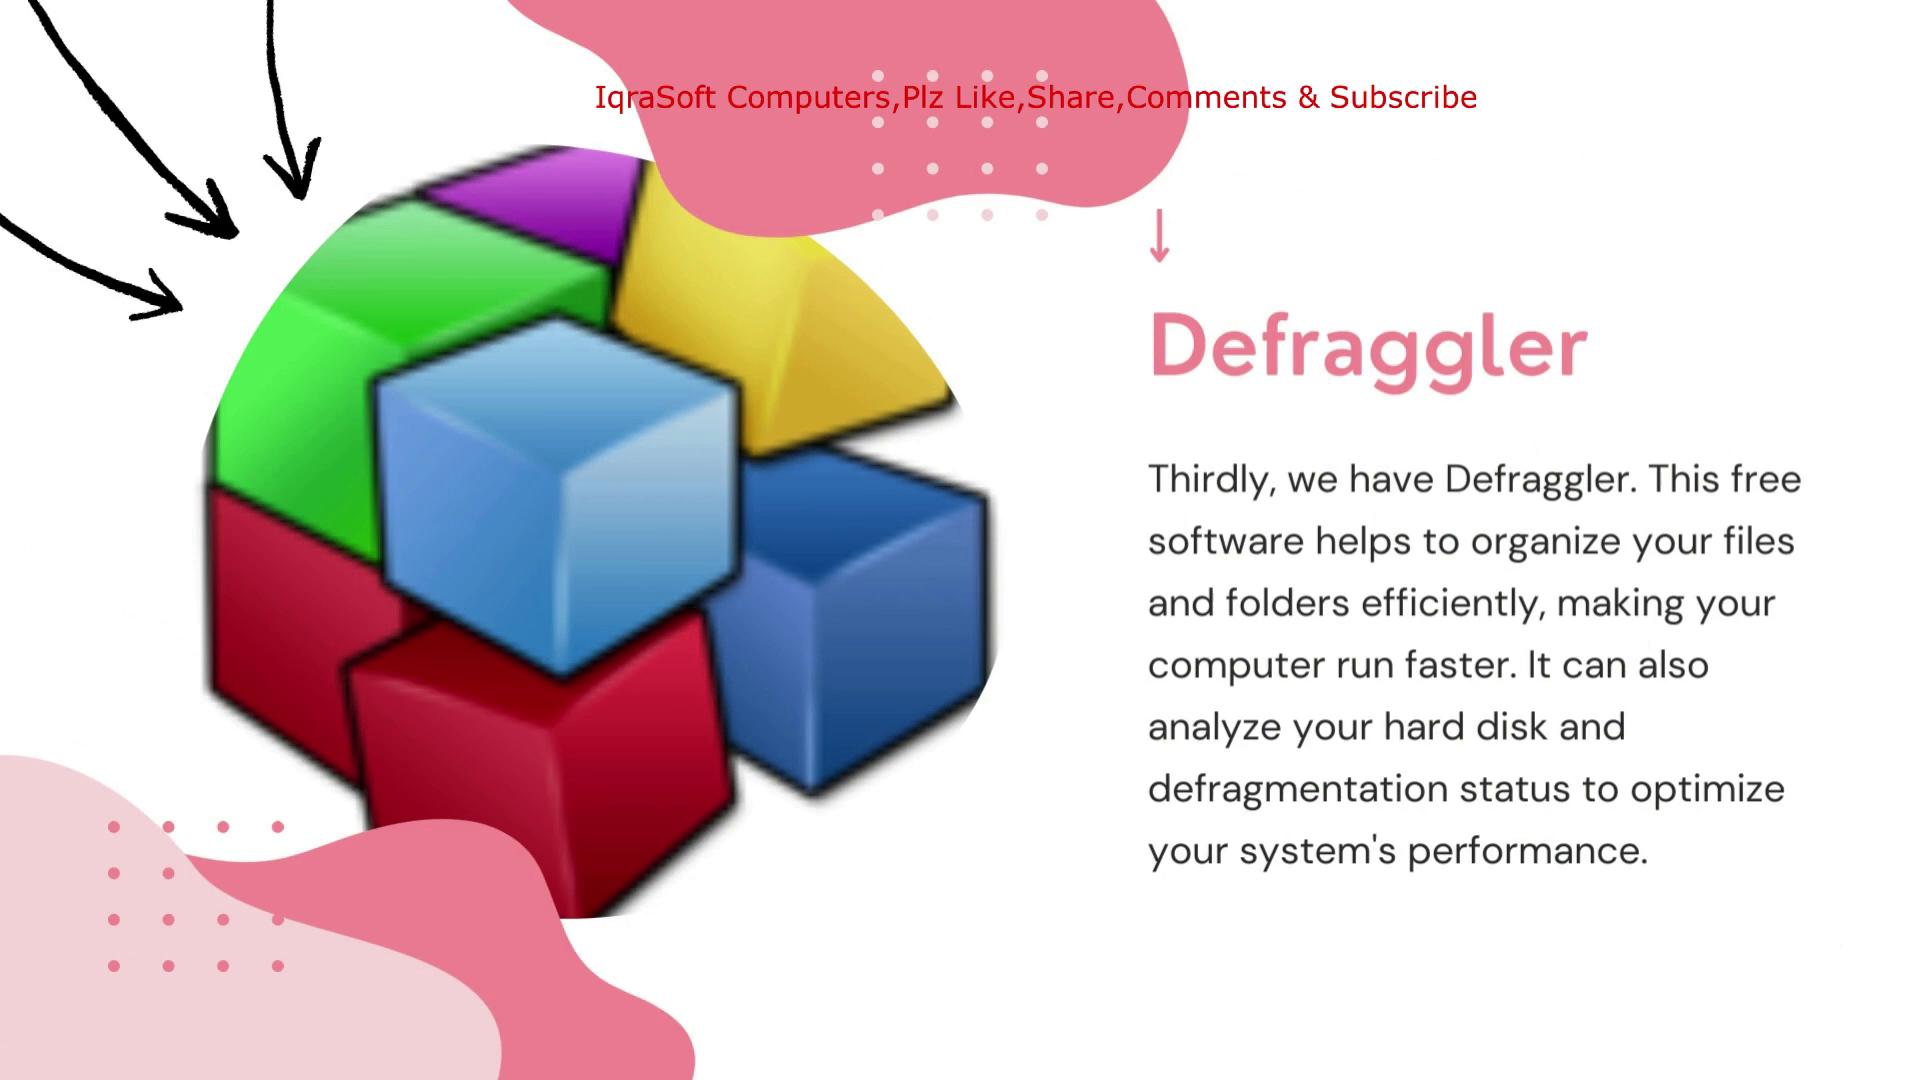 IqraSoft Computers,Plz Like,Share,Comments & Subscribe
Defraggler
Thirdly, we have Defraggler. This free
software helps to organize your files
and folders efficiently, making your
computer run faster. It can also
analyze your hard disk and
defragmentation status to optimize
your system's performance.